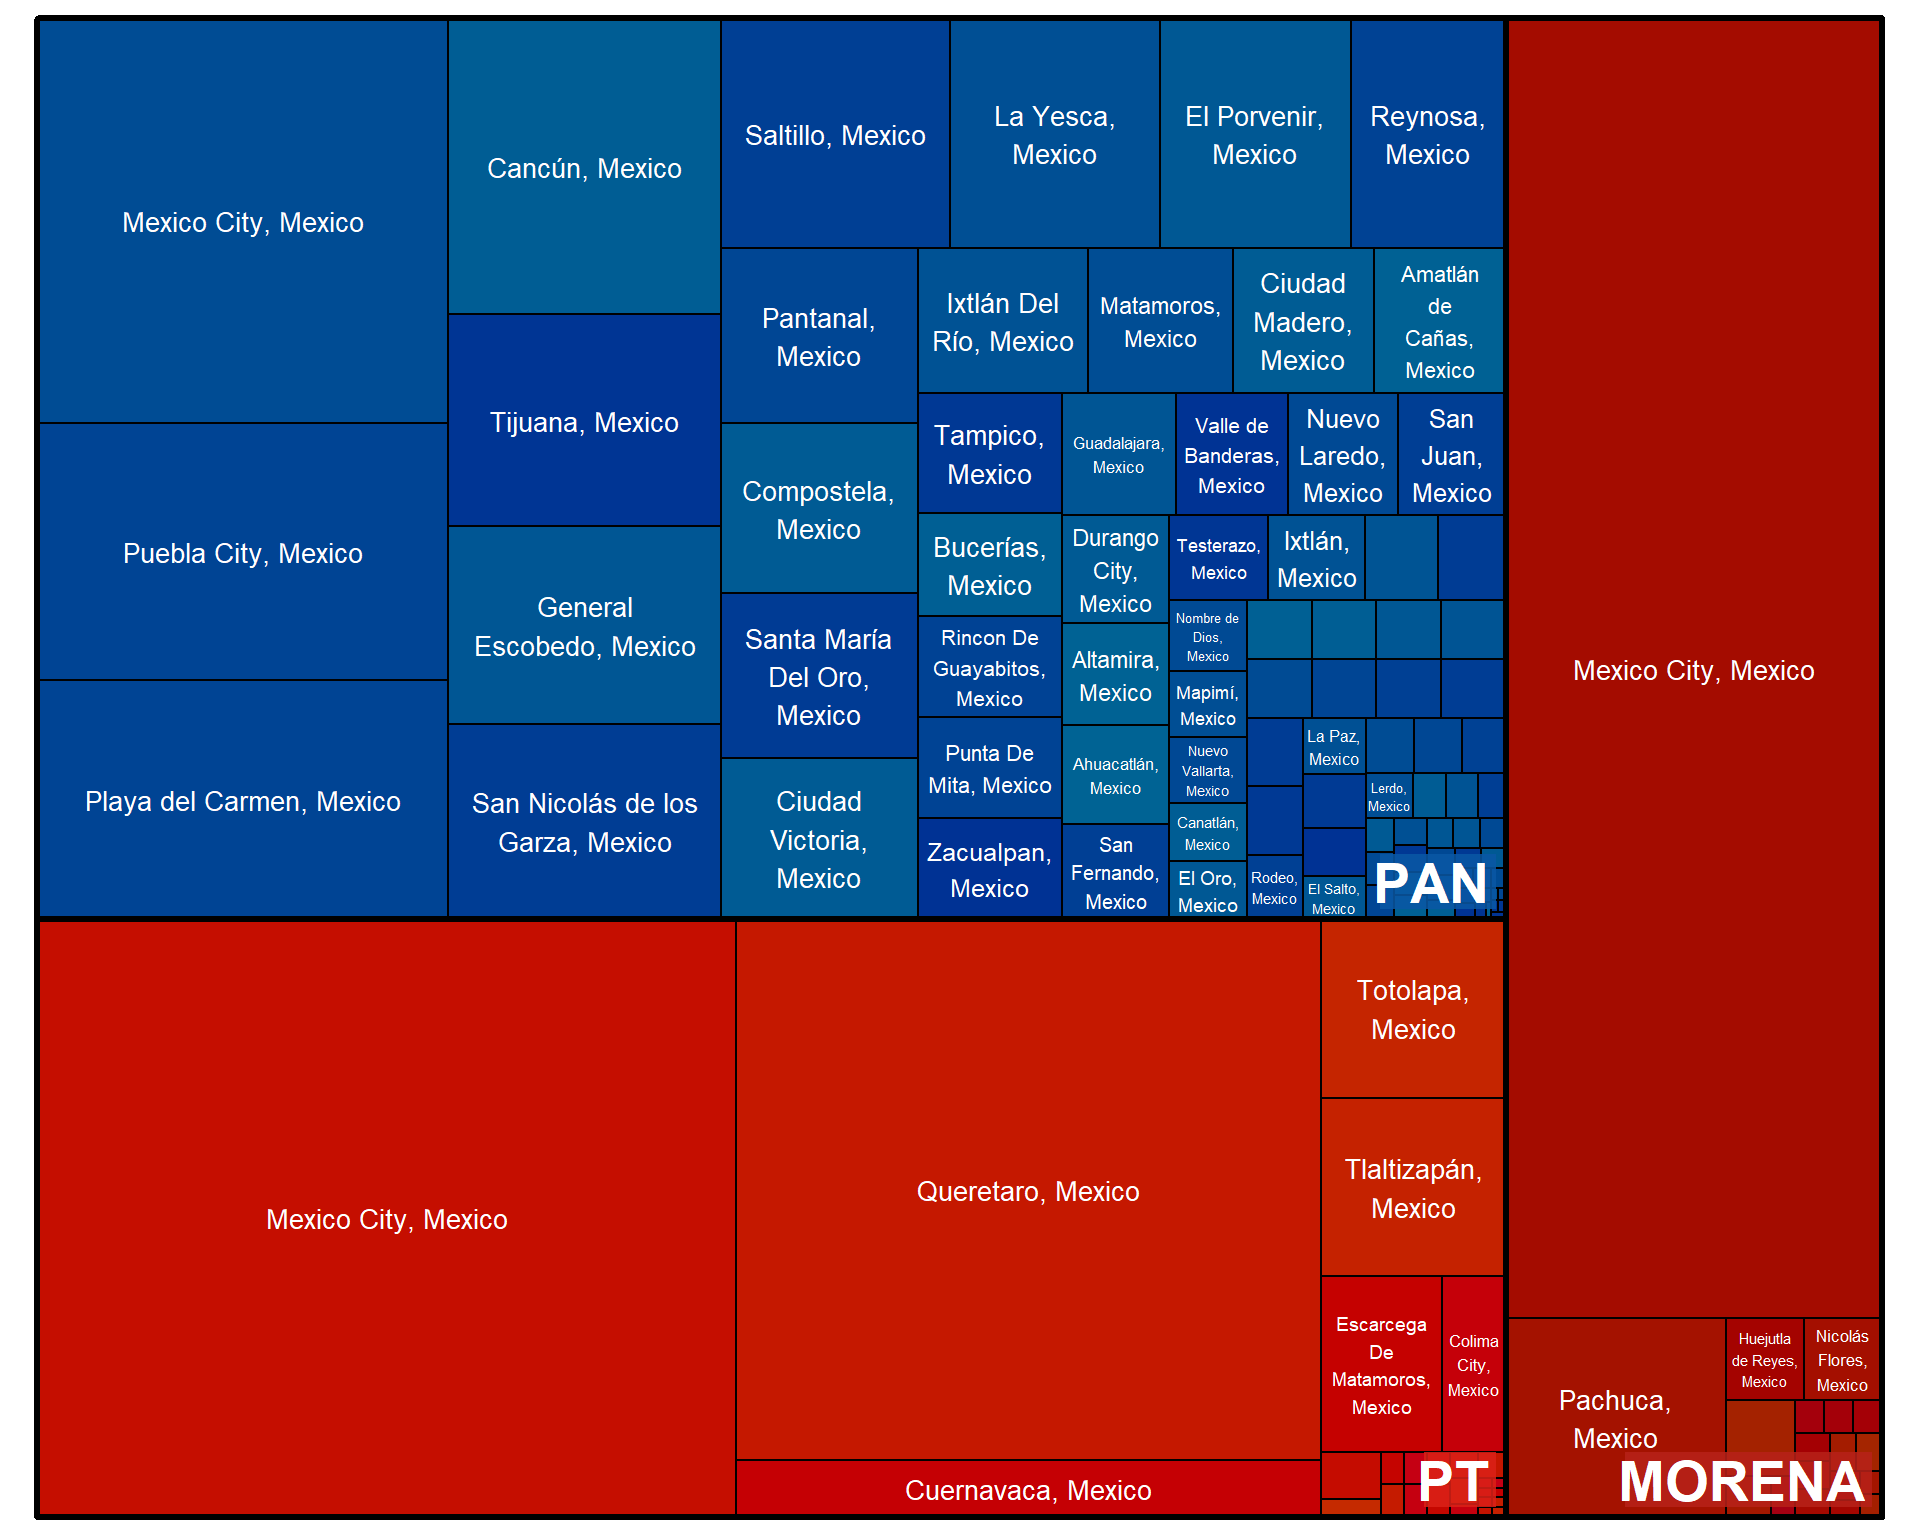 Mexico City, Mexico
Puebla City, Mexico
Playa del Carmen, Mexico
Cancún, Mexico
Tijuana, Mexico
General
Escobedo, Mexico
San Nicolás de los
Garza, Mexico
Saltillo, Mexico
La Yesca,
Mexico
El Porvenir,
Mexico
Reynosa,
Mexico
Pantanal,
Mexico
Compostela,
Mexico
Santa María
Del Oro,
Mexico
Ciudad
Victoria,
Mexico
Ixtlán Del
Río, Mexico
Matamoros,
Mexico
Ciudad
Madero,
Mexico
Amatlán
de
Cañas,
Mexico
Tampico,
Mexico
Bucerías,
Mexico
Rincon De
Guayabitos,
Mexico
Punta De
Mita, Mexico
Zacualpan,
Mexico
Guadalajara,
Mexico
Valle de
Banderas,
Mexico
Nuevo
Laredo,
Mexico
San
Juan,
Mexico
Durango
City,
Mexico
Altamira,
Mexico
Ahuacatlán,
Mexico
San
Fernando,
Mexico
Testerazo,
Mexico
Ixtlán,
Mexico
Nombre de
Dios,
Mexico
Mapimí,
Mexico
Nuevo
Vallarta,
Mexico
Canatlán,
Mexico
El Oro,
Mexico
Rodeo,
Mexico
La Paz,
Mexico
El Salto,
Mexico
Lerdo,
Mexico
PAN
Mexico City, Mexico
Queretaro, Mexico
Cuernavaca, Mexico
Totolapa,
Mexico
Tlaltizapán,
Mexico
Escarcega
De
Matamoros,
Mexico
Colima
City,
Mexico
PT
Mexico City, Mexico
Pachuca,
Mexico
Huejutla
de Reyes,
Mexico
Nicolás
Flores,
Mexico
MORENA